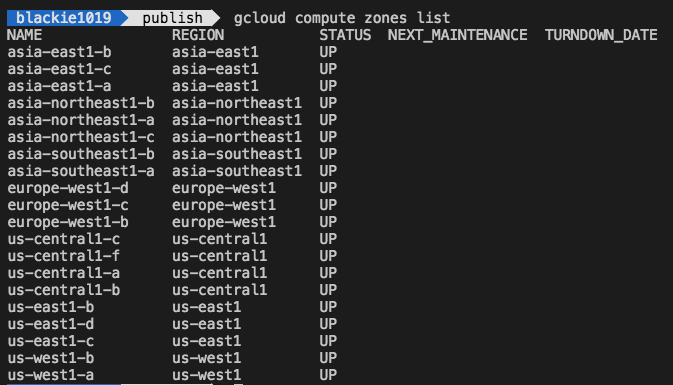 blackie1019 publish gcloud compute zones list
NAME REGION STATUS NEXT_MAINTENANCE TURNDOWN_DATE
asia-east1-b asia-east1 UP
asia-east1-c asia-east1 UP
asia-east1-a asia-east1 UP
asia-northeast1-b asia-northeast1 UP
asia-northeast1-a asia-northeast1 UP
asia-northeast1-c asia-northeast1 UP
asia-southeast1-b asia-southeast1 UP
asia-southeast1-a asia-southeast1 UP
europe-west1-d europe-west1 UP
europe-west1-c europe-west1 UP
europe-west1-b europe-west1 UP
us-central1-c us-central1 UP
us-central1-f us-central1 UP
us-central1-a us-central1 UP
us-central1-b us-central1 UP
us-east1-b us-east1 UP
us-east1-d us-east1 UP
us-east1-c us-east1 UP
us-west1-b us-west1 UP
us-west1-a us-west1 UP